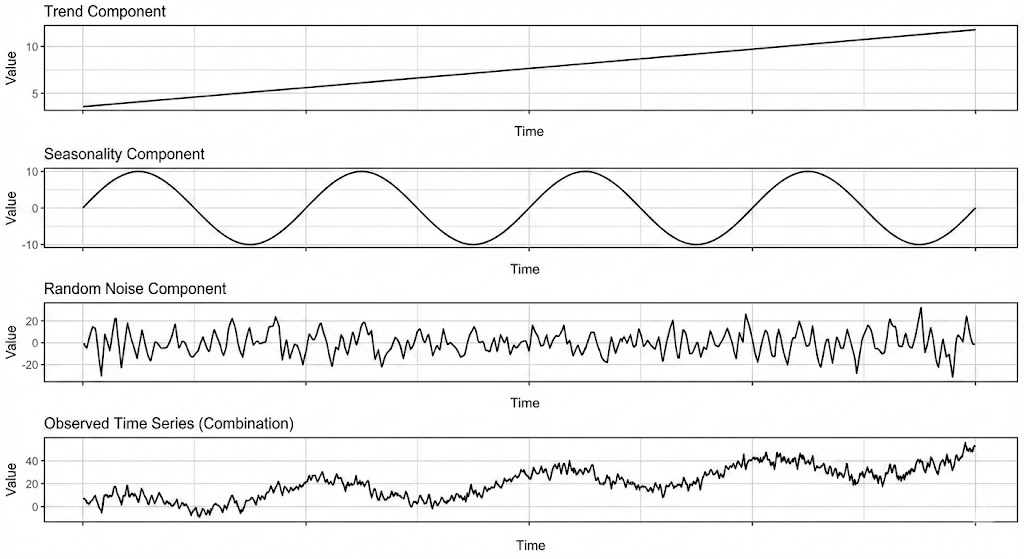 Trend Component
Value
10
5
Time
Seasonality Component
Value
10
0
-10
Time
Random Noise Component
Value
20
0
-20
Time
Observed Time Series (Combination)
Value
40
20
0
Time